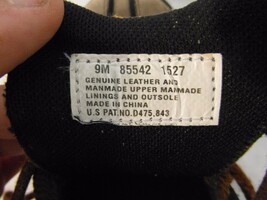 9M 85542 1527
GENUINE LEATHER AND
MANMADE UPPER MANMADE
LININGS AND OUTSOLE
MADE IN CHINA
U.S PAT.NO.D475,843